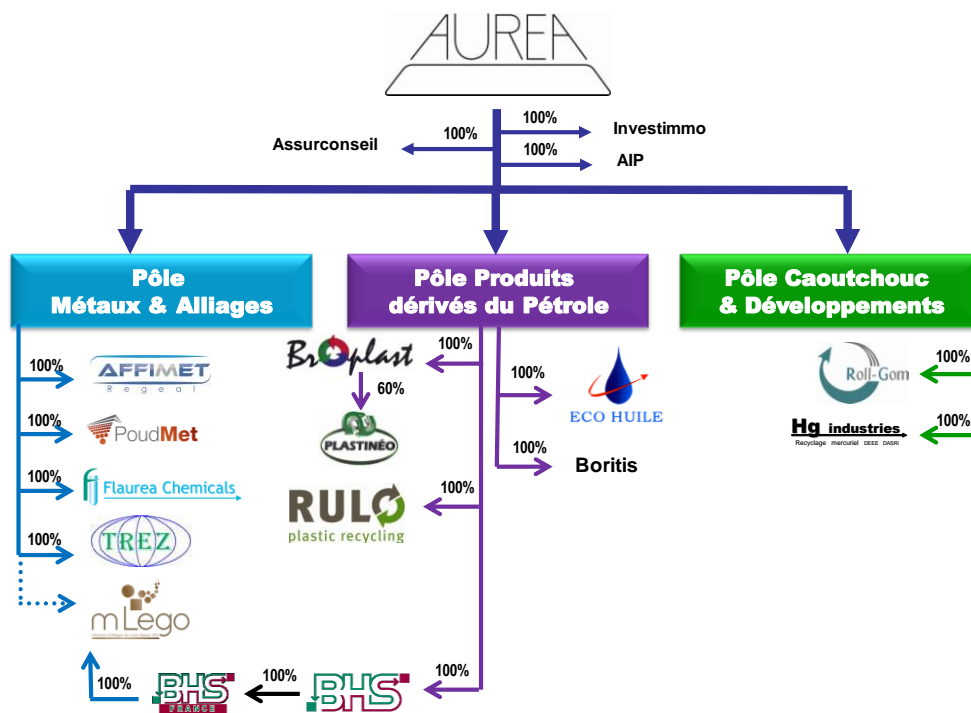 AUREA
100%
Investimmo
Assurconseil
100%
100%
AIP
Pôle
Métaux & Alliages
Pôle Produits
dérivés du Pétrole
Pôle Caoutchouc
& Développements
100%
AFFIMET
Regeal
100%
PoudMet
100%
Flaurea Chemicals
100%
TREZ
mLego
100%
BHS
FRANCE
100%
BHS
100%
Broplast
100%
60%
PLASTINÉO
RULO
plastic recycling
100%
100%
ECO HUILE
100%
Boritis
Roll-Gom
100%
Hg industries
Recyclage mercuriel DEEE DASRI
100%